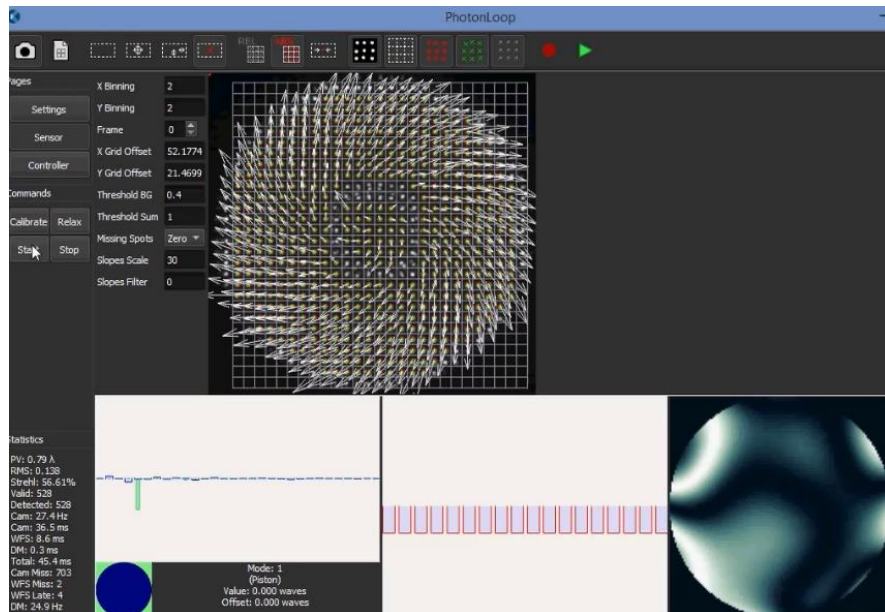 PhotonLoop
REL
ABS
ages
Settings
Sensor
Controller
Commands
Calibrate
Relax
Start
Stop
X Binning 2
Y Binning 2
Frame 0
X Grid Offset 52.1774
Y Grid Offset 21.4699
Threshold BG 0.4
Threshold Sum 1
Missing Spots Zero
Slopes Scale 30
Slopes Filter 0
Statistics
PV: 0.79 λ
RMS: 0.138
Strehl: 56.61%
Valid: 528
Detected: 528
Cam: 27.4 Hz
Cam: 36.5 ms
WFS: 8.6 ms
DM: 0.3 ms
Total: 45.4 ms
Cam Miss: 703
WFS Miss: 2
WFS Late: 4
DM: 24.9 Hz
Mode: 1
(Piston)
Value: 0.000 waves
Offset: 0.000 waves